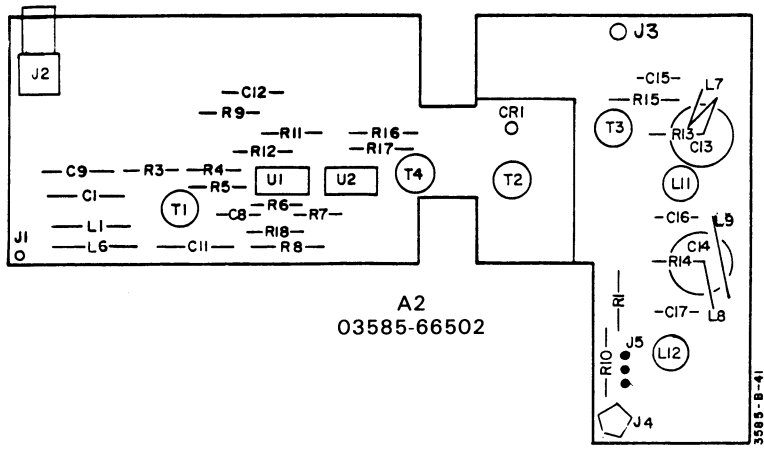 J2
J3
C12
R9
C15
L7
R15
CR1
T3
R11
R16
R13
C13
R12
R17
C9
R3
R4
U1
U2
T4
T2
L11
R5
C1
T1
R6
C8
R7
C16
L9
L1
R18
J1
L6
C11
R8
C14
R14
A2
03585-66502
R1
C17
L8
J5
R10
L12
J4
3585-B-41